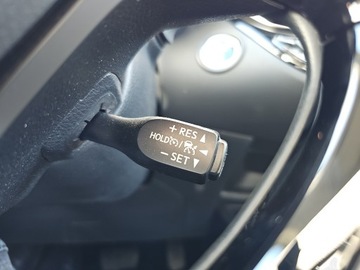 + RES ▲
HOLD / ◄
− SET ▼